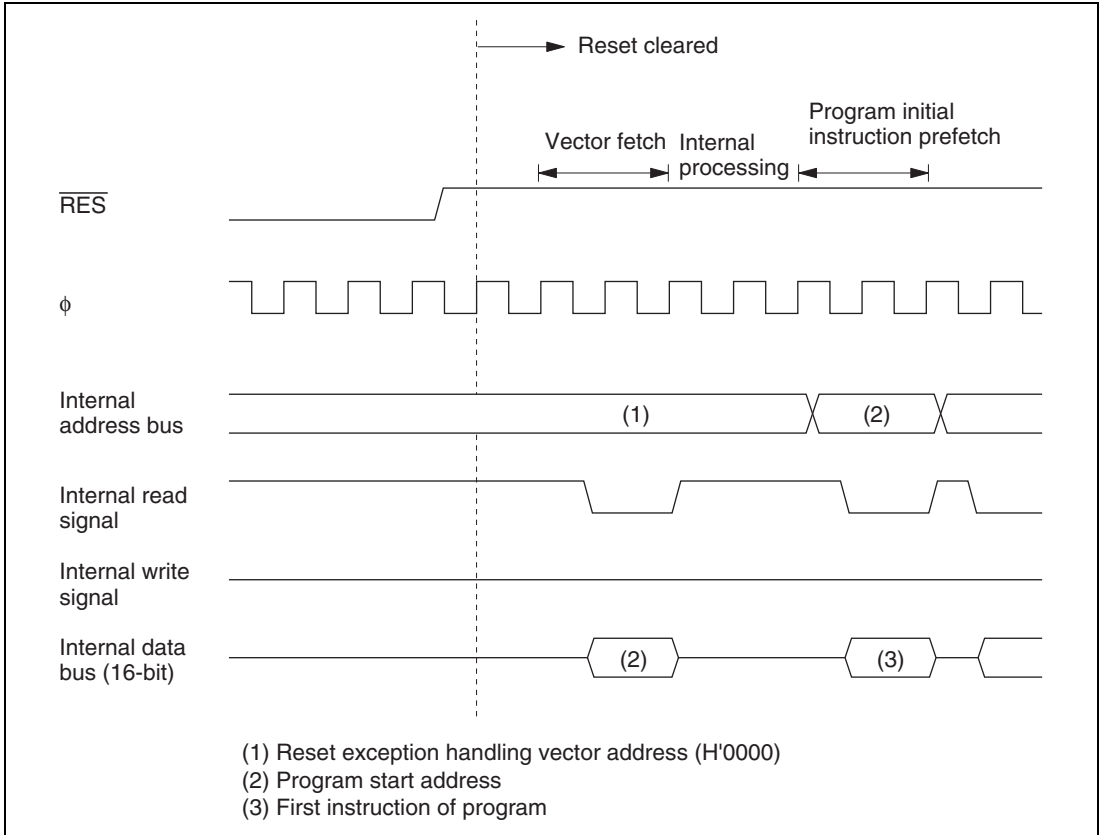 Reset cleared
Vector fetch
Internal
processing
Program initial
instruction prefetch
RES
ϕ
Internal
address bus
(1)
(2)
Internal read
signal
Internal write
signal
Internal data
bus (16-bit)
(2)
(3)
(1) Reset exception handling vector address (H'0000)
(2) Program start address
(3) First instruction of program